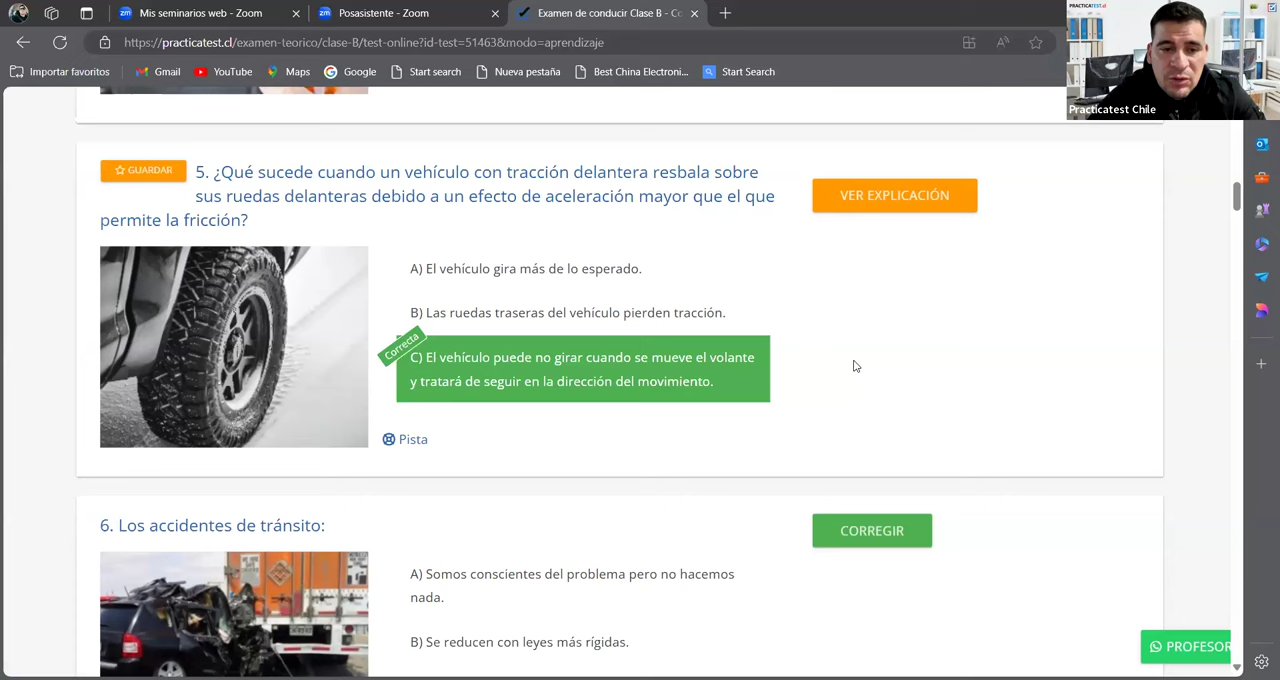 Mis seminarios web - Zoom
Posasistente - Zoom
Examen de conducir Clase B - Co
PRACTICATEST.cl
https://practicatest.cl/examen-teorico/clase-B/test-online?id-test=51463&modo=aprendizaje
Importar favoritos
Gmail
YouTube
Maps
Google
Start search
Nueva pestaña
Best China Electroni...
Start Search
Practicatest Chile
GUARDAR
5. ¿Qué sucede cuando un vehículo con tracción delantera resbala sobre
sus ruedas delanteras debido a un efecto de aceleración mayor que el que
permite la fricción?
VER EXPLICACIÓN
A) El vehículo gira más de lo esperado.
B) Las ruedas traseras del vehículo pierden tracción.
Correcta
C) El vehículo puede no girar cuando se mueve el volante
y tratará de seguir en la dirección del movimiento.
Pista
6. Los accidentes de tránsito:
CORREGIR
A) Somos conscientes del problema pero no hacemos
nada.
B) Se reducen con leyes más rígidas.
PROFESOR